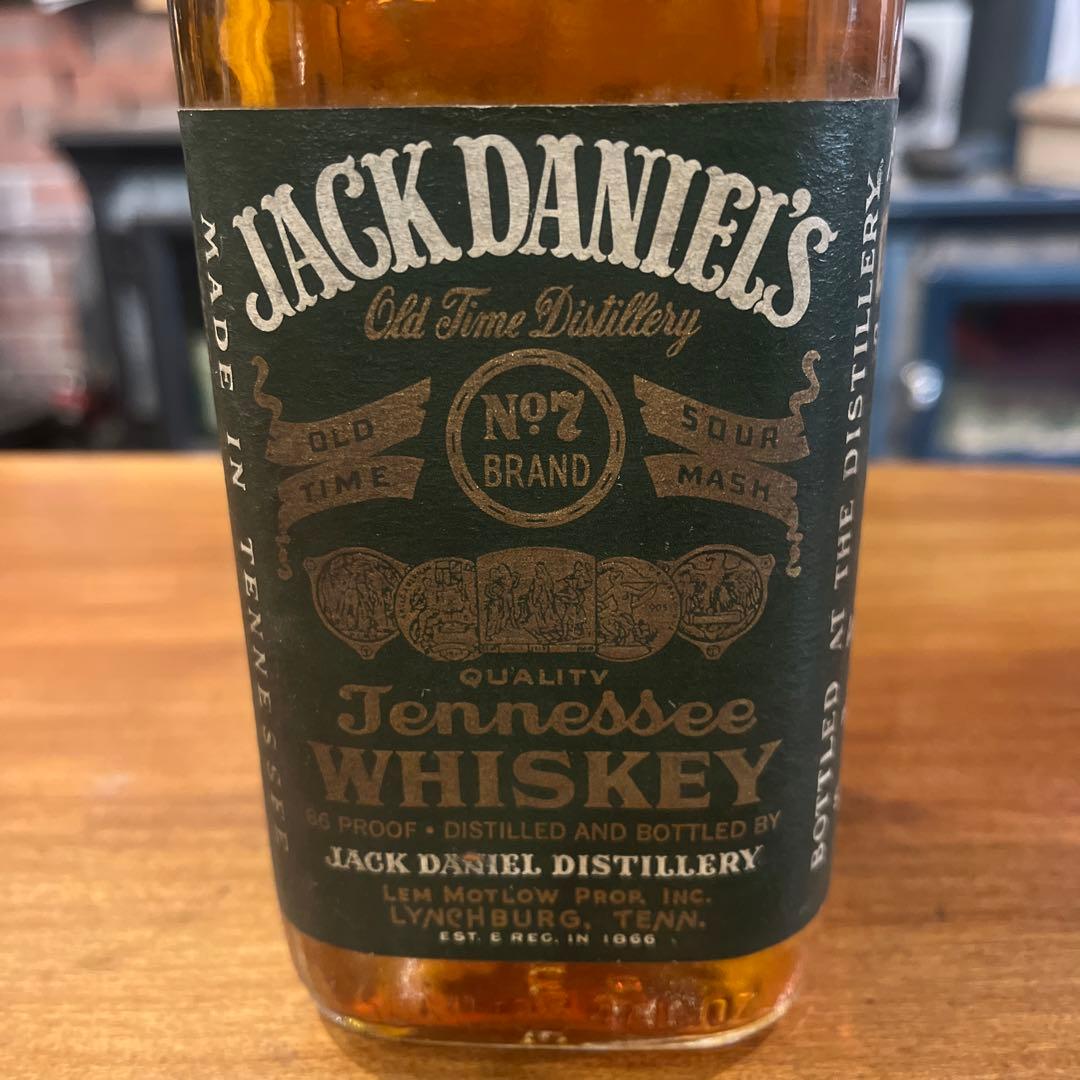 JACK DANIEL'S
Old Time Distillery
OLD
TIME
No. 7
BRAND
SOUR
MASH
QUALITY
Tennessee
WHISKEY
86 PROOF • DISTILLED AND BOTTLED BY
JACK DANIEL DISTILLERY
LEM MOTLOW PROP. INC.
LYNCHBURG, TENN.
EST. & REG. IN 1866
MADE IN TENNESSEE
BOTTLED AT THE DISTILLERY